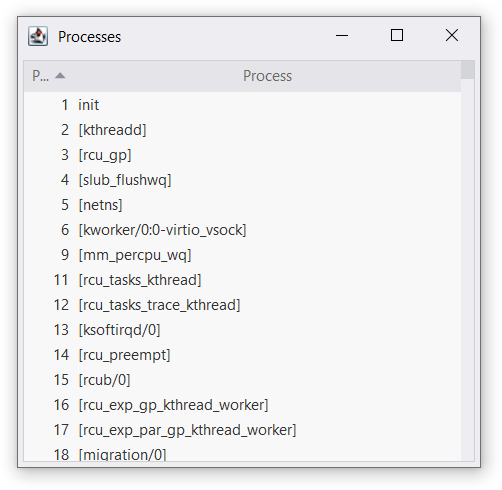 Processes
P... Process
1 init
2 [kthreadd]
3 [rcu_gp]
4 [slub_flushwq]
5 [netns]
6 [kworker/0:0-virtio_vsock]
9 [mm_percpu_wq]
11 [rcu_tasks_kthread]
12 [rcu_tasks_trace_kthread]
13 [ksoftirqd/0]
14 [rcu_preempt]
15 [rcub/0]
16 [rcu_exp_gp_kthread_worker]
17 [rcu_exp_par_gp_kthread_worker]
18 [migration/0]